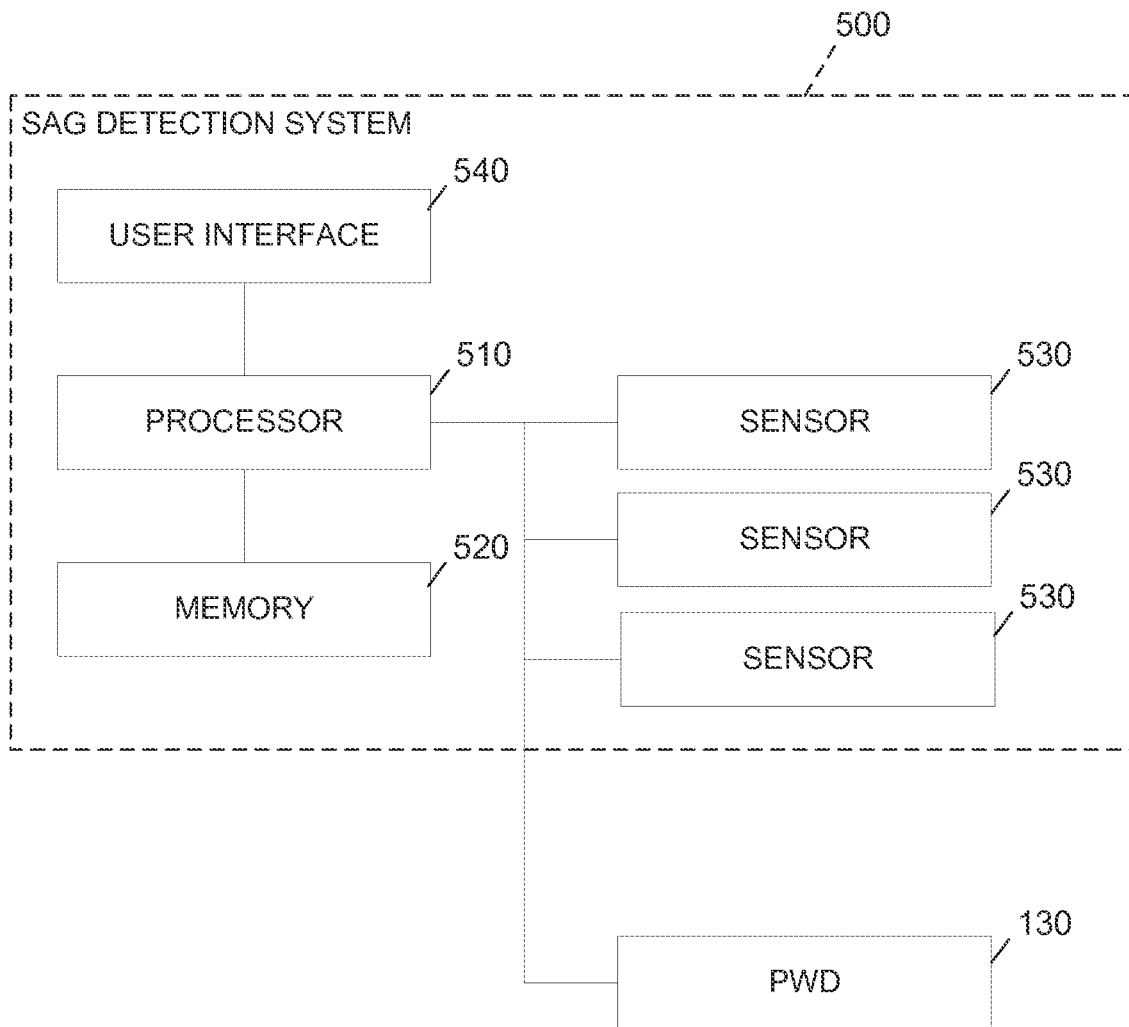 500
SAG DETECTION SYSTEM
540
USER INTERFACE
510
PROCESSOR
530
SENSOR
530
SENSOR
520
MEMORY
530
SENSOR
130
PWD